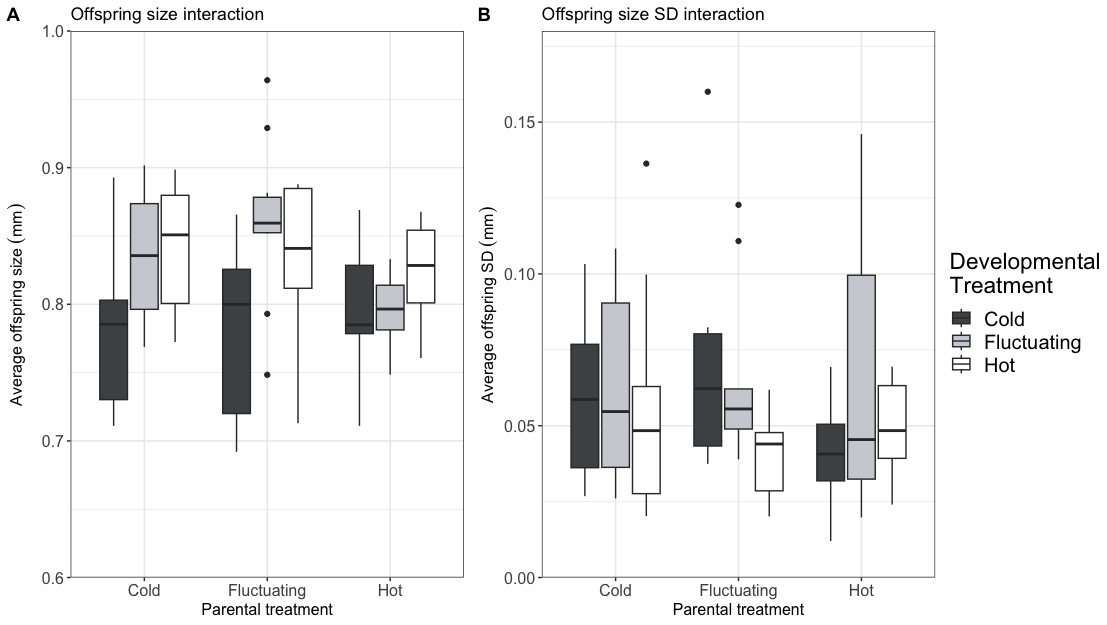 A
Offspring size interaction
1.0
0.9
0.8
0.7
0.6
Average offspring size (mm)
Cold
Fluctuating
Hot
Parental treatment
B
Offspring size SD interaction
0.15
0.10
0.05
0.00
Average offspring SD (mm)
Cold
Fluctuating
Hot
Parental treatment
Developmental
Treatment
Cold
Fluctuating
Hot